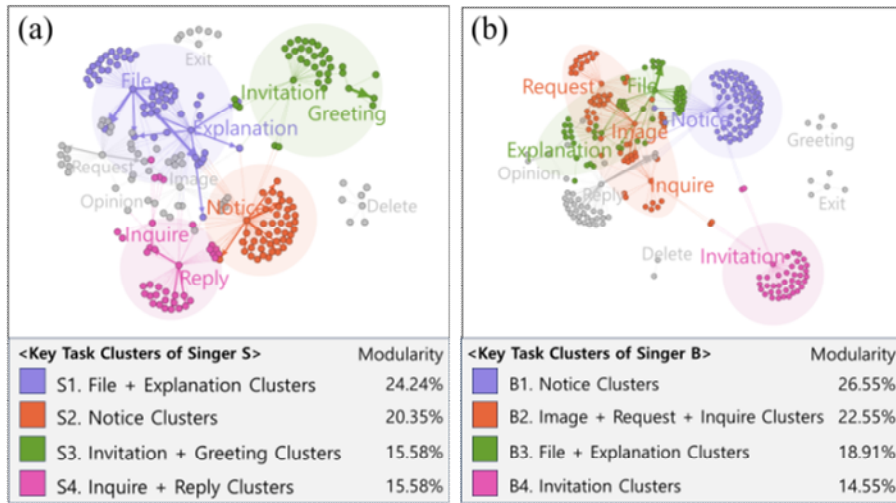 (a)
Exit
File
Invitation
Greeting
Explanation
Request
Image
Opinion
Notice
Delete
Inquire
Reply
<Key Task Clusters of Singer S> Modularity
S1. File + Explanation Clusters 24.24%
S2. Notice Clusters 20.35%
S3. Invitation + Greeting Clusters 15.58%
S4. Inquire + Reply Clusters 15.58%
(b)
Request
File
Notice
Image
Greeting
Explanation
Opinion
Reply
Inquire
Exit
Delete
Invitation
<Key Task Clusters of Singer B> Modularity
B1. Notice Clusters 26.55%
B2. Image + Request + Inquire Clusters 22.55%
B3. File + Explanation Clusters 18.91%
B4. Invitation Clusters 14.55%